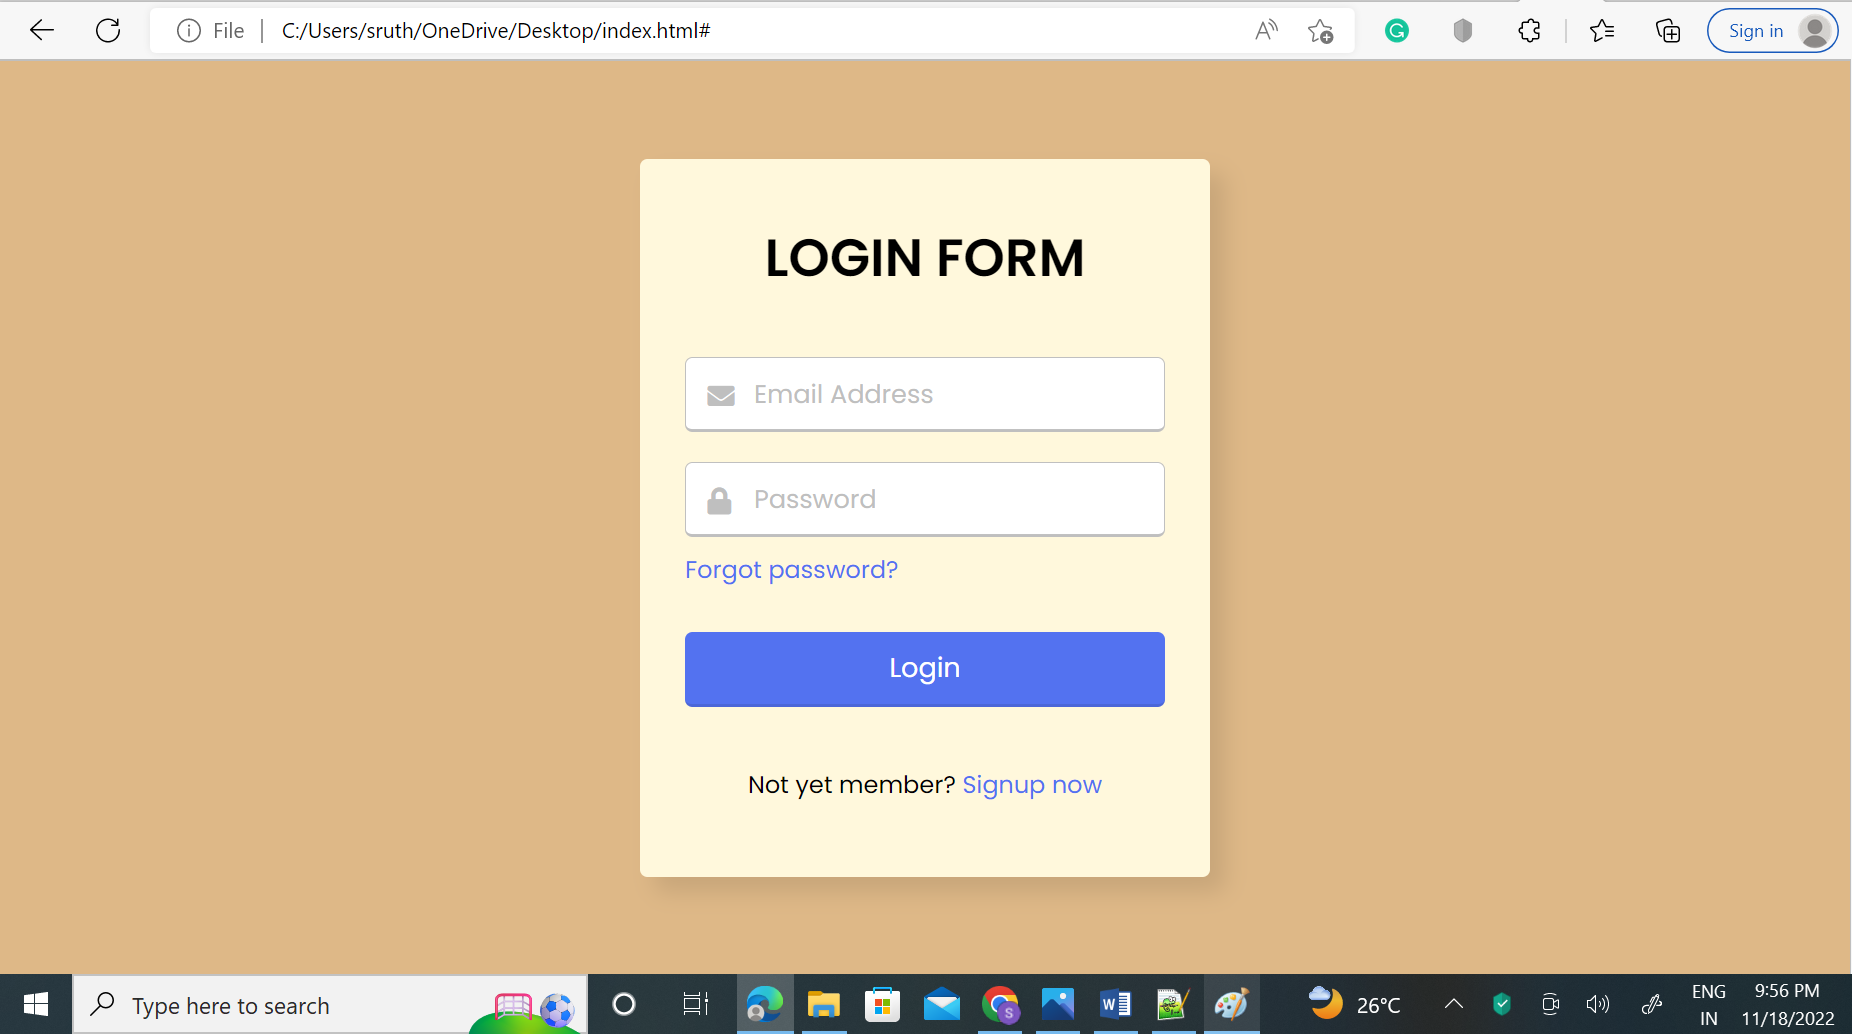 File
C:/Users/sruth/OneDrive/Desktop/index.html#
Sign in
LOGIN FORM
Email Address
Password
Forgot password?
Login
Not yet member? Signup now
Type here to search
S
W
26°C
ENG
IN
9:56 PM
11/18/2022